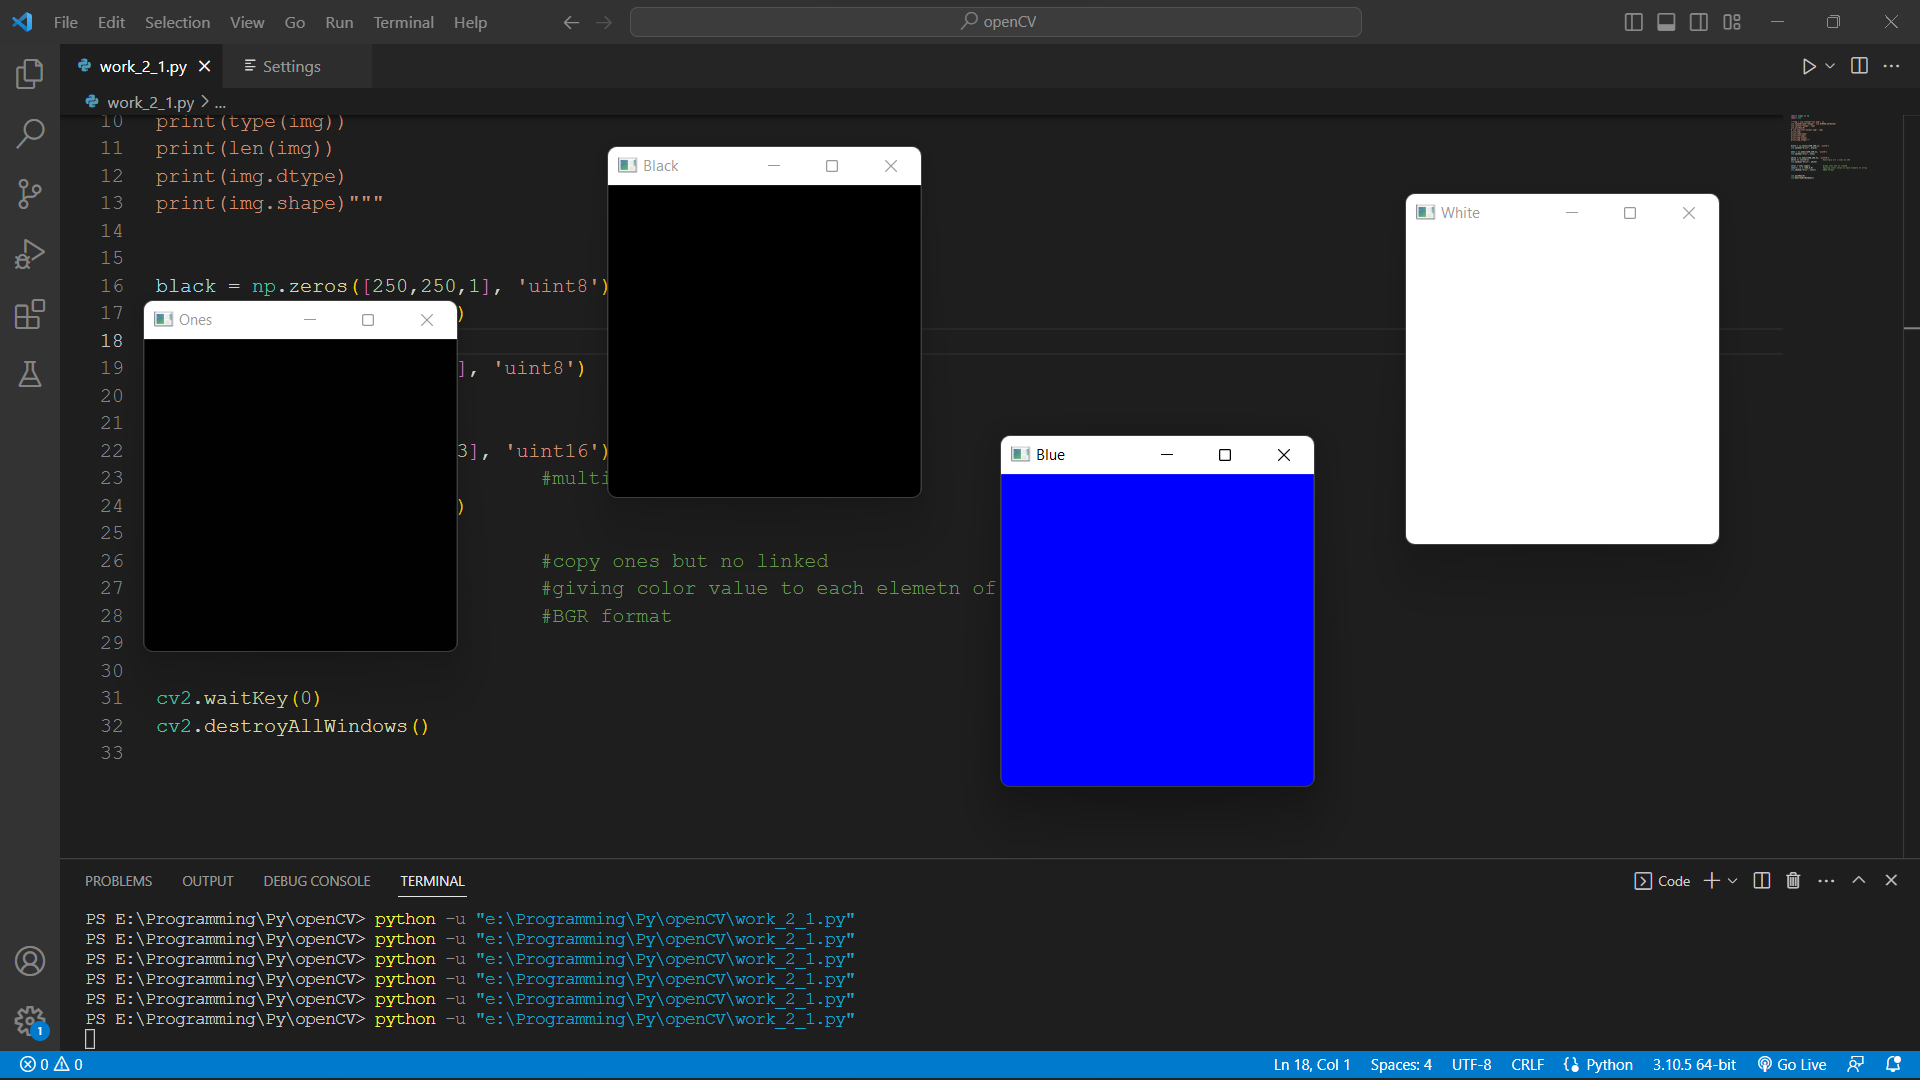 File Edit Selection View Go Run Terminal Help openCV
work_2_1.py Settings
work_2_1.py > ...
10 print(type(img))
11 print(len(img))
12 print(img.dtype)
13 print(img.shape)"""
14
15
16 black = np.zeros([250,250,1], 'uint8')
17 )
18
19 ], 'uint8')
20
21
22 3], 'uint16')
23 #multi
24 )
25
26 #copy ones but no linked
27 #giving color value to each elemetn of
28 #BGR format
29
30
31 cv2.waitKey(0)
32 cv2.destroyAllWindows()
33
Black
White
Ones
Blue
PROBLEMS OUTPUT DEBUG CONSOLE TERMINAL Code
PS E:\Programming\Py\openCV> python -u "e:\Programming\Py\openCV\work_2_1.py"
PS E:\Programming\Py\openCV> python -u "e:\Programming\Py\openCV\work_2_1.py"
PS E:\Programming\Py\openCV> python -u "e:\Programming\Py\openCV\work_2_1.py"
PS E:\Programming\Py\openCV> python -u "e:\Programming\Py\openCV\work_2_1.py"
PS E:\Programming\Py\openCV> python -u "e:\Programming\Py\openCV\work_2_1.py"
PS E:\Programming\Py\openCV> python -u "e:\Programming\Py\openCV\work_2_1.py"
1
0 0 Ln 18, Col 1 Spaces: 4 UTF-8 CRLF Python 3.10.5 64-bit Go Live